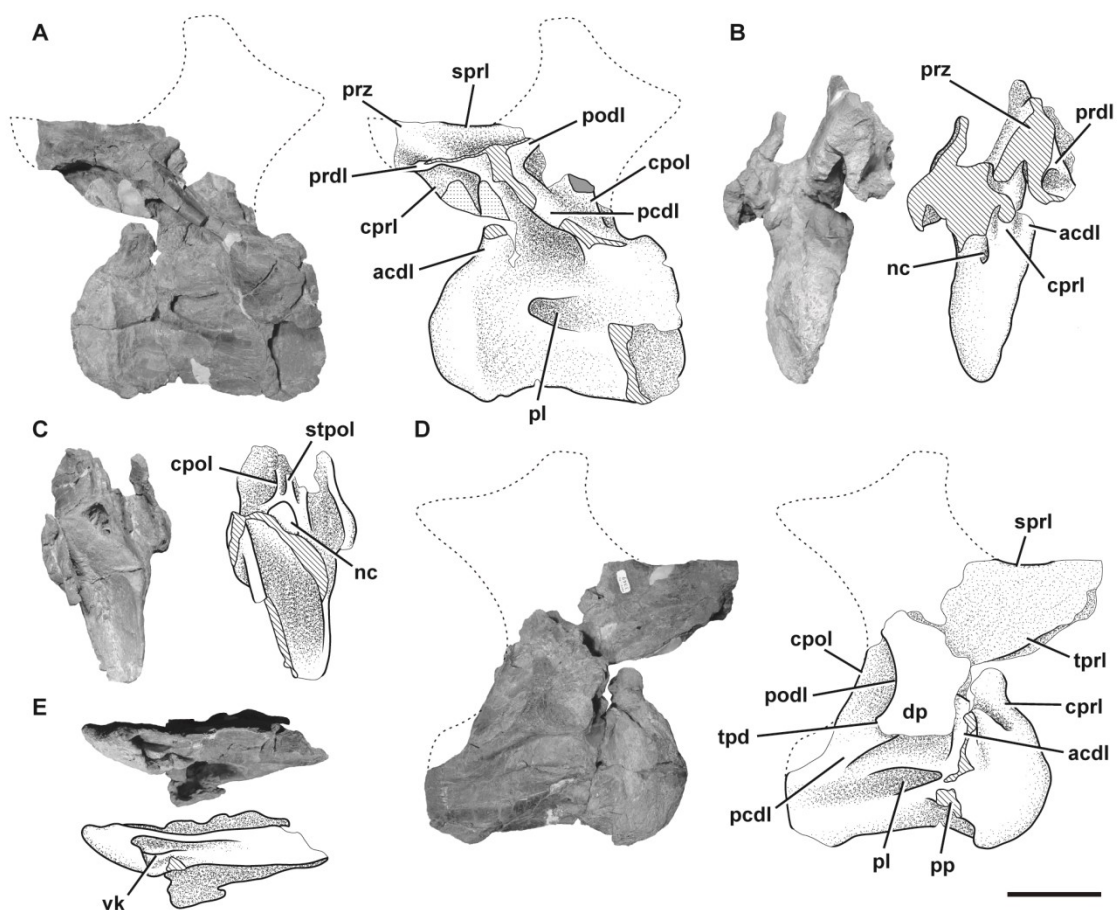 A
sprl
prz
podl
cpol
prdl
pcdl
cprl
acdl
pl
B
prz
prdl
acdl
nc
cprl
C
stpol
cpol
nc
D
sprl
cpol
tprl
podl
cprl
dp
tpd
acdl
pcdl
pl
pp
E
vk